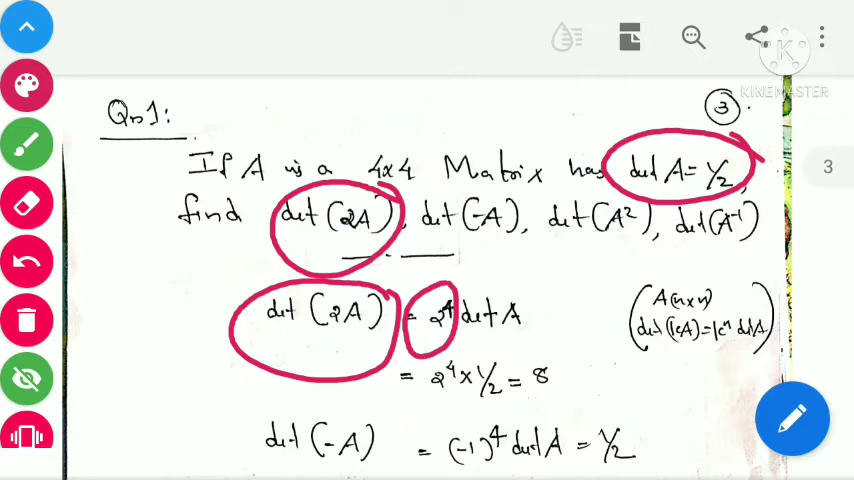 KINEMASTER
3
Qn1:
3
If A is a 4x4 Matrix has det A = 1/2,
find det(2A), det(-A), det(A²), det(A⁻¹)
det(2A) = 2⁴ det A
A(n×n)
det(kA) = kⁿ det A
= 2⁴ × 1/2 = 8
det(-A) = (-1)⁴ det A = 1/2